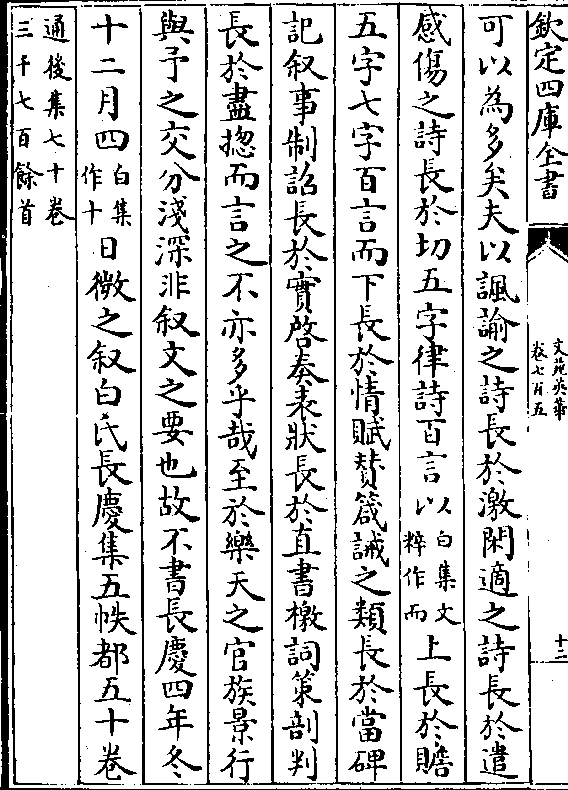 欽定四庫全書
文苑英華
卷七百五
十二
可以為多矣夫以諷諭之詩長於激閑適之詩長於遣
感傷之詩長於切五字律詩百言以白集文粹作而上長於贍
五字七字百言而下長於情賦賛箴誡之類長於當碑
記叙事制詔長於實啓奏表狀長於直書檄詞策剖判
長於盡揔而言之不亦多乎哉至於樂天之官族景行
與予之交分淺深非叙文之要也故不書長慶四年冬
十二月四白集作十日微之叙白氏長慶集五帙都五十卷
通後集七十卷
三千七百餘首